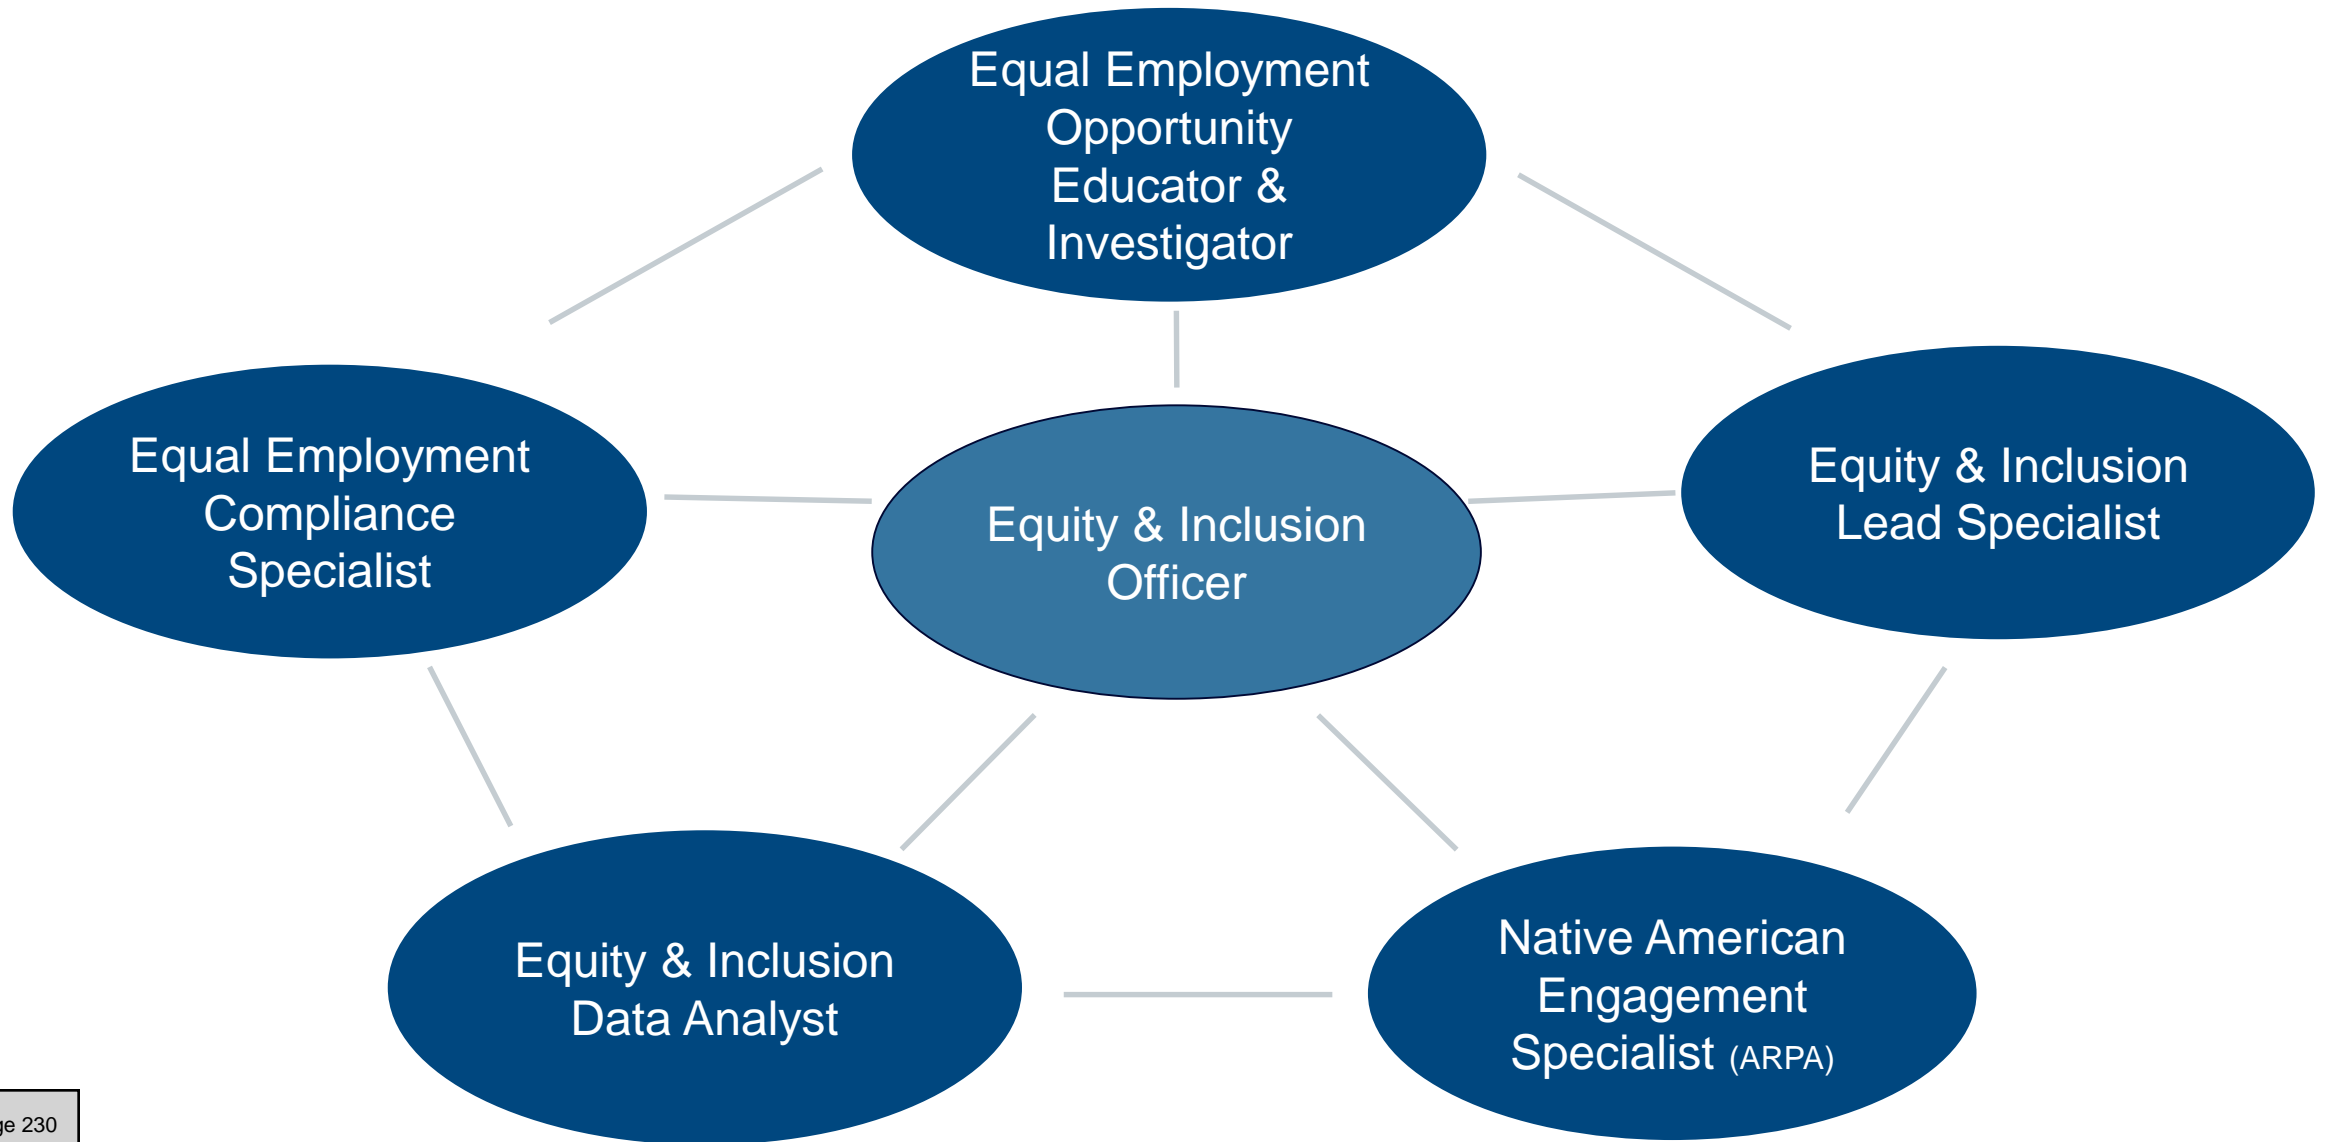 Equal Employment
Opportunity
Educator &
Investigator
Equal Employment
Compliance
Specialist
Equity & Inclusion
Officer
Equity & Inclusion
Lead Specialist
Equity & Inclusion
Data Analyst
Native American
Engagement
Specialist (ARPA)
ge 230